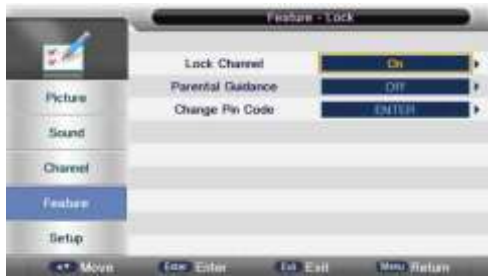 Feature - Lock
Lock Channel On
Parental Guidance Off
Change Pin Code ENTER
Picture
Sound
Channel
Feature
Setup
Move Enter Enter Exit Exit Menu Return